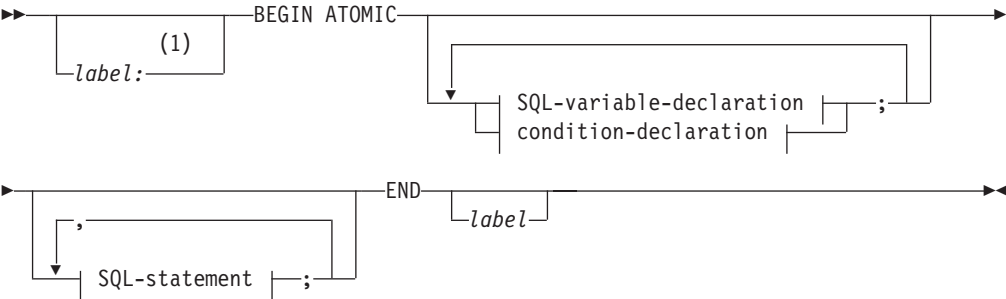 BEGIN ATOMIC
(1)
label:
SQL-variable-declaration ;
condition-declaration
END
label
,
SQL-statement ;